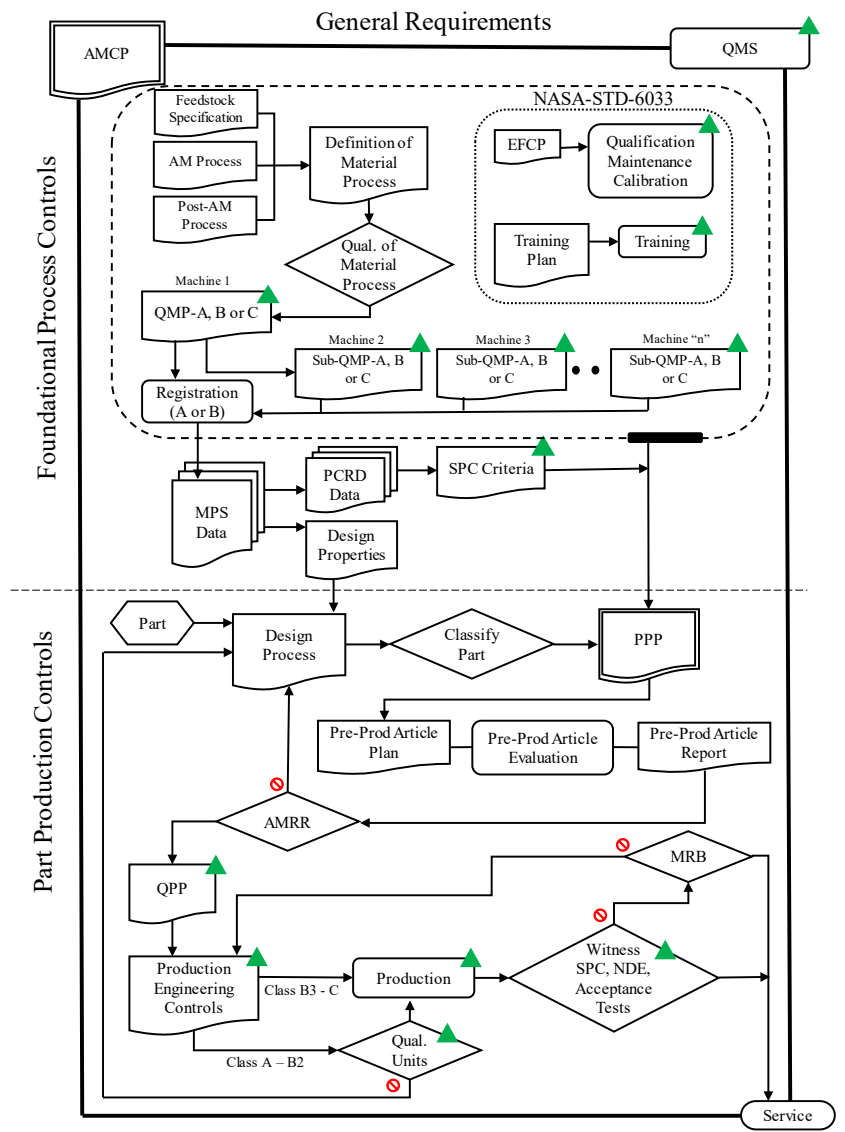 General Requirements
AMCP
QMS
Foundational Process Controls
NASA-STD-6033
Feedstock
Specification
AM Process
Post-AM
Process
Definition of
Material
Process
EFCP
Qualification
Maintenance
Calibration
Training
Plan
Training
Qual. of
Material
Process
Machine 1
QMP-A, B or C
Machine 2
Sub-QMP-A, B
or C
Machine 3
Sub-QMP-A, B
or C
Machine “n”
Sub-QMP-A, B
or C
Registration
(A or B)
MPS
Data
PCRD
Data
SPC Criteria
Design
Properties
Part Production Controls
Part
Design
Process
Classify
Part
PPP
Pre-Prod Article
Plan
Pre-Prod Article
Evaluation
Pre-Prod Article
Report
AMRR
MRB
QPP
Production
Engineering
Controls
Class B3 - C
Production
Witness
SPC, NDE,
Acceptance
Tests
Class A – B2
Qual.
Units
Service